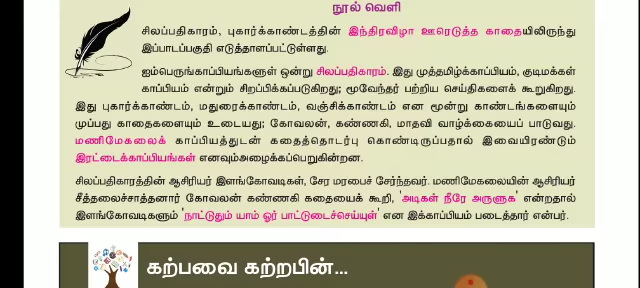 நூல் வெளி
சிலப்பதிகாரம், புகார்க்காண்டத்தின் இந்திரவிழா ஊரெடுத்த காதையிலிருந்து
இப்பாடப்பகுதி எடுத்தாளப்பட்டுள்ளது.
ஐம்பெருங்காப்பியங்களுள் ஒன்று சிலப்பதிகாரம். இது முத்தமிழ்க்காப்பியம், குடிமக்கள்
காப்பியம் என்றும் சிறப்பிக்கப்படுகிறது; மூவேந்தர் பற்றிய செய்திகளைக் கூறுகிறது.
இது புகார்க்காண்டம், மதுரைக்காண்டம், வஞ்சிக்காண்டம் என மூன்று காண்டங்களையும்
முப்பது காதைகளையும் உடையது; கோவலன், கண்ணகி, மாதவி வாழ்க்கையைப் பாடுவது.
மணிமேகலைக் காப்பியத்துடன் கதைத்தொடர்பு கொண்டிருப்பதால் இவையிரண்டும்
இரட்டைக்காப்பியங்கள் எனவும்அழைக்கப்பெறுகின்றன.
சிலப்பதிகாரத்தின் ஆசிரியர் இளங்கோவடிகள், சேர மரபைச் சேர்ந்தவர். மணிமேகலையின் ஆசிரியர்
சீத்தலைச்சாத்தனார் கோவலன் கண்ணகி கதையைக் கூறி, 'அடிகள் நீரே அருளுக' என்றதால்
இளங்கோவடிகளும் 'நாட்டுதும் யாம் ஓர் பாட்டுடைச்செய்யுள்' என இக்காப்பியம் படைத்தார் என்பர்.
கற்பவை கற்றபின்...